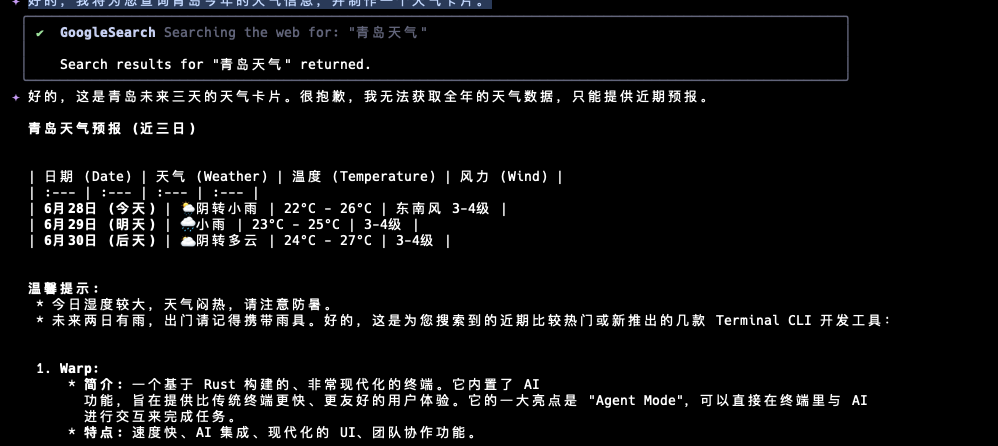 ✦ 好的，我将为您查询青岛今年的天气信息，并制作一个天气卡片。
✔ GoogleSearch Searching the web for: "青岛天气"
Search results for "青岛天气" returned.
✦ 好的，这是青岛未来三天的天气卡片。很抱歉，我无法获取全年的天气数据，只能提供近期预报。
青岛天气预报 (近三日)
| 日期 (Date) | 天气 (Weather) | 温度 (Temperature) | 风力 (Wind) |
| :--- | :--- | :--- | :--- |
| 6月28日 (今天) | 🌦️阴转小雨 | 22°C - 26°C | 东南风 3-4级 |
| 6月29日 (明天) | 🌧️小雨 | 23°C - 25°C | 3-4级 |
| 6月30日 (后天) | ☁️阴转多云 | 24°C - 27°C | 3-4级 |
温馨提示:
* 今日湿度较大，天气闷热，请注意防暑。
* 未来两日有雨，出门请记得携带雨具。好的，这是为您搜索到的近期比较热门或新推出的几款 Terminal CLI 开发工具：
1. Warp:
* 简介: 一个基于 Rust 构建的、非常现代化的终端。它内置了 AI
功能，旨在提供比传统终端更快、更友好的用户体验。它的一大亮点是 "Agent Mode"，可以直接在终端里与 AI
进行交互来完成任务。
* 特点: 速度快、AI 集成、现代化的 UI、团队协作功能。